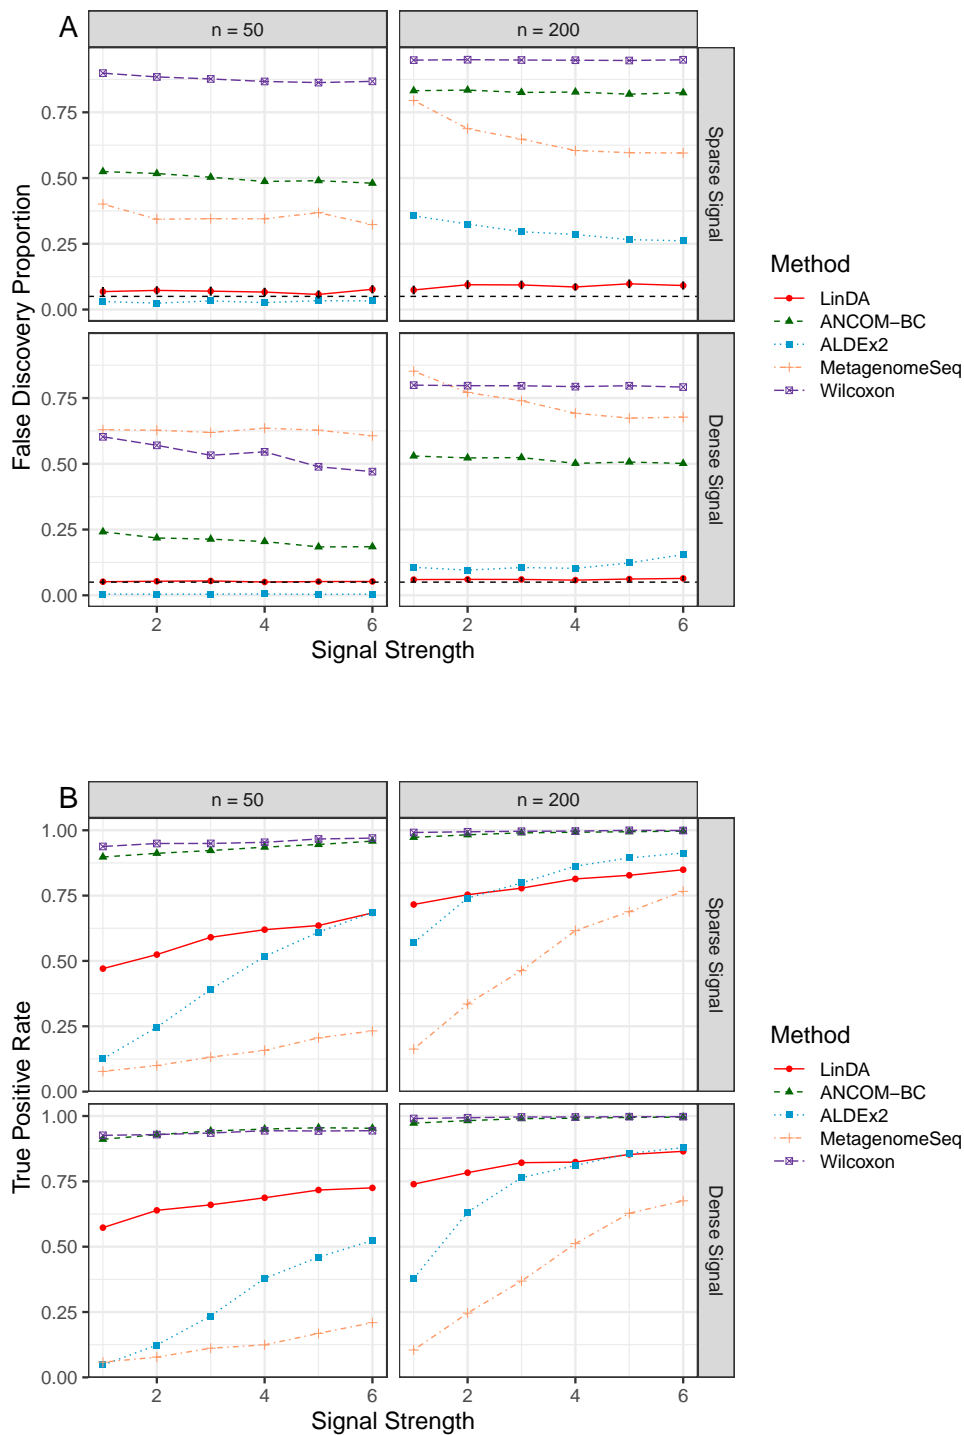 A
n = 50
n = 200
False Discovery Proportion
0.75
0.50
0.25
0.00
Sparse Signal
0.75
0.50
0.25
0.00
Dense Signal
2
4
6
2
4
6
Signal Strength
Method
LinDA
ANCOM−BC
ALDEx2
MetagenomeSeq
Wilcoxon
B
n = 50
n = 200
True Positive Rate
1.00
0.75
0.50
0.25
0.00
Sparse Signal
1.00
0.75
0.50
0.25
0.00
Dense Signal
2
4
6
2
4
6
Signal Strength
Method
LinDA
ANCOM−BC
ALDEx2
MetagenomeSeq
Wilcoxon